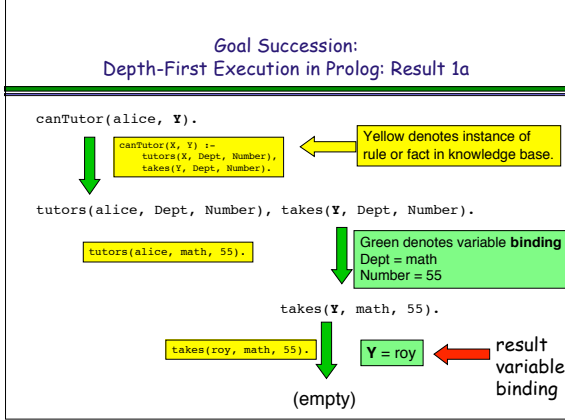 Goal Succession:
Depth-First Execution in Prolog: Result 1a
canTutor(alice, Y).
canTutor(X, Y) :-
tutors(X, Dept, Number),
takes(Y, Dept, Number).
Yellow denotes instance of
rule or fact in knowledge base.
tutors(alice, Dept, Number), takes(Y, Dept, Number).
tutors(alice, math, 55).
Green denotes variable binding
Dept = math
Number = 55
takes(Y, math, 55).
takes(roy, math, 55).
Y = roy
result
variable
binding
(empty)